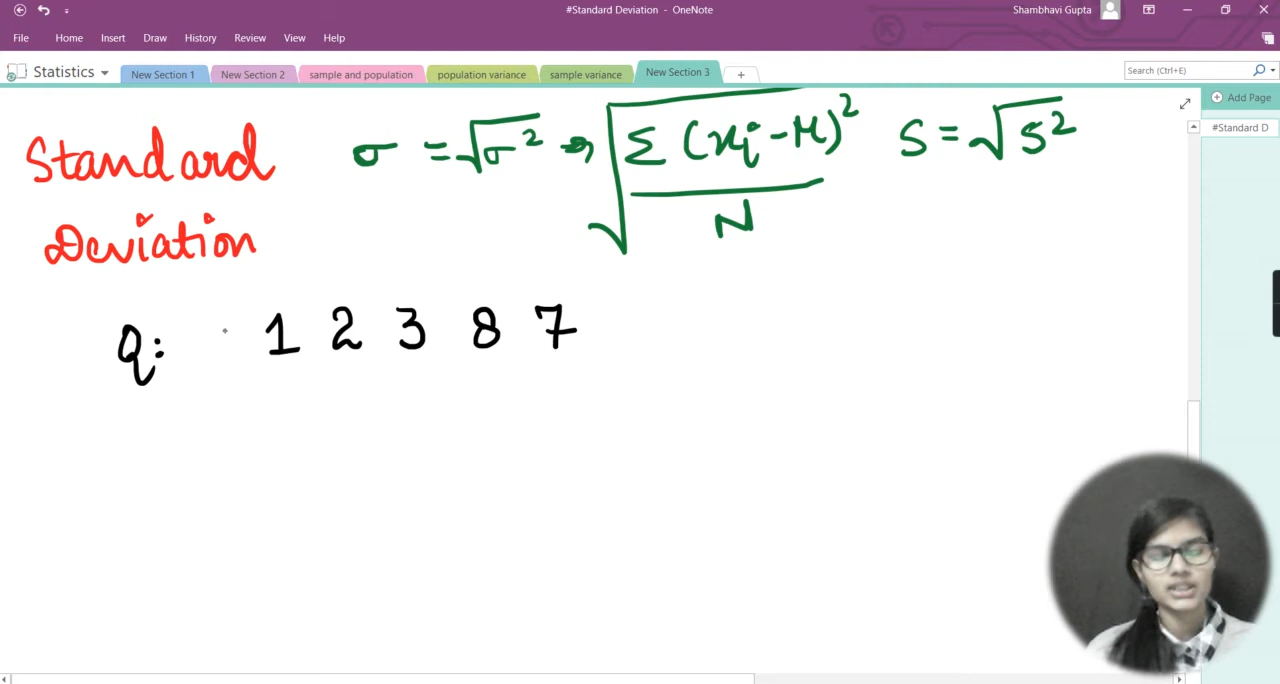 #Standard Deviation - OneNote
Shambhavi Gupta
File Home Insert Draw History Review View Help
Statistics
New Section 1
New Section 2
sample and population
population variance
sample variance
New Section 3
+
Search (Ctrl+E)
Add Page
#Standard D
Standard
Deviation
σ = √σ² → √(Σ (xi - μ)² / N)
S = √S²
Q: 1 2 3 8 7